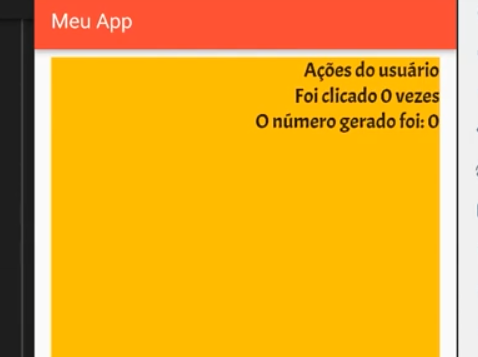 Meu App
Ações do usuário
Foi clicado 0 vezes
O número gerado foi: 0